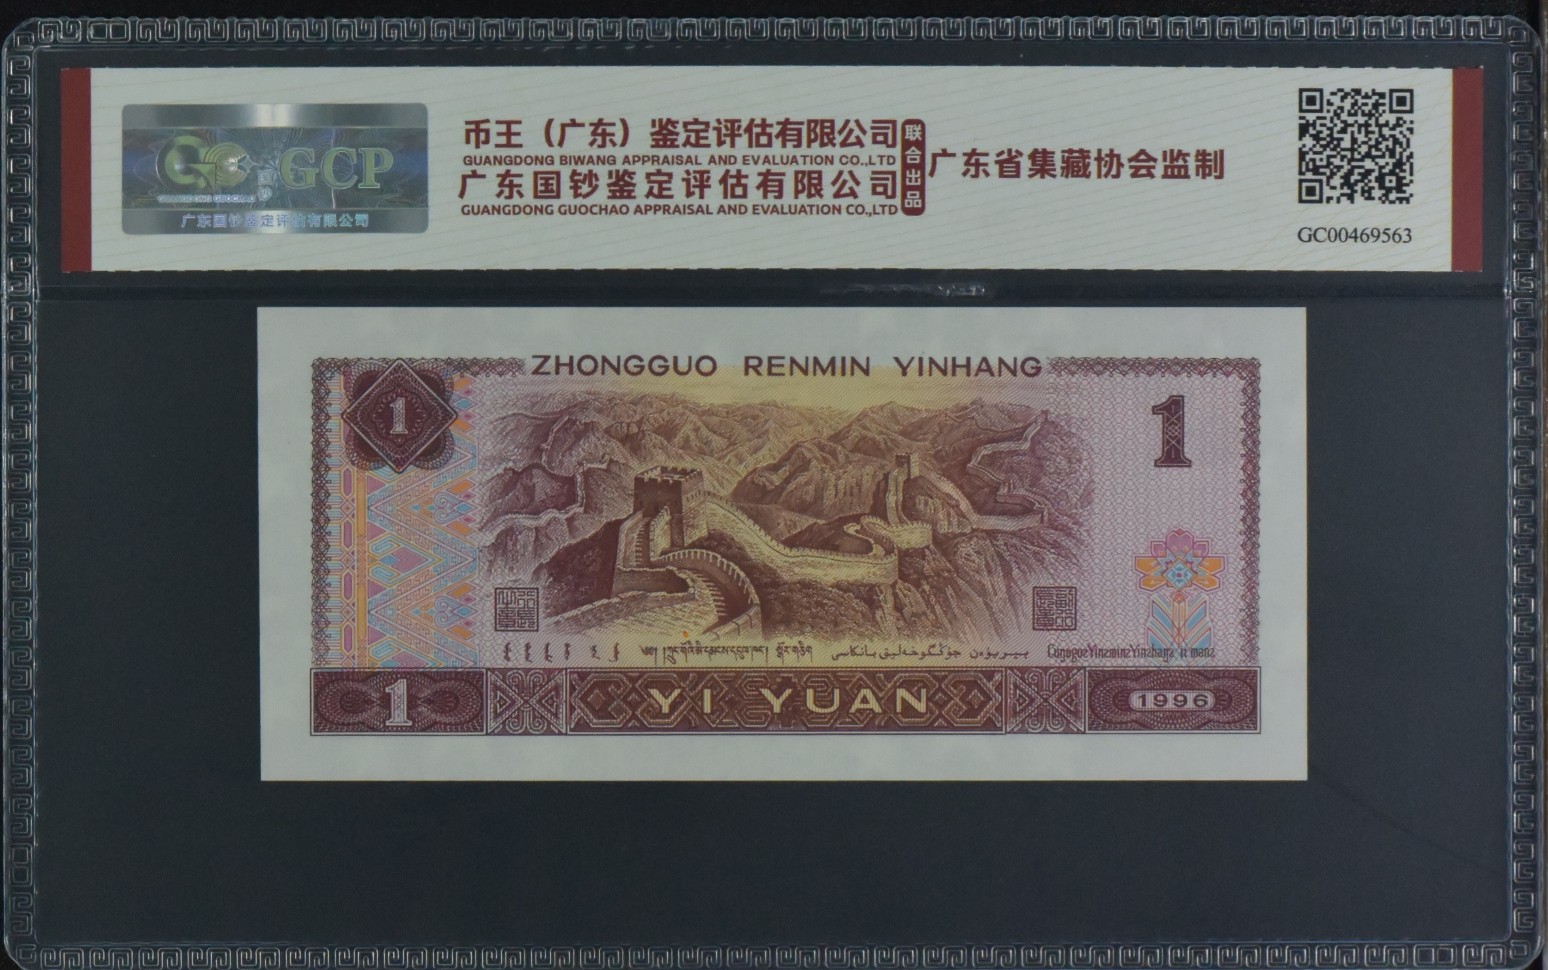 GCP
广东国钞鉴定评估有限公司
币王（广东）鉴定评估有限公司
GUANGDONG BIWANG APPRAISAL AND EVALUATION CO.,LTD
广东国钞鉴定评估有限公司
GUANGDONG GUOCHAO APPRAISAL AND EVALUATION CO.,LTD
联合出品
广东省集藏协会监制
GC00469563
ZHONGGUO RENMIN YINHANG
1
1
1
YI YUAN
1996